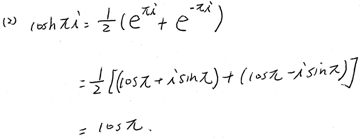 (2) cosh πi = 1/2 (e^{πi} + e^{-πi})
= 1/2 [(cos π + i sin π) + (cos π - i sin π)]
= cos π.